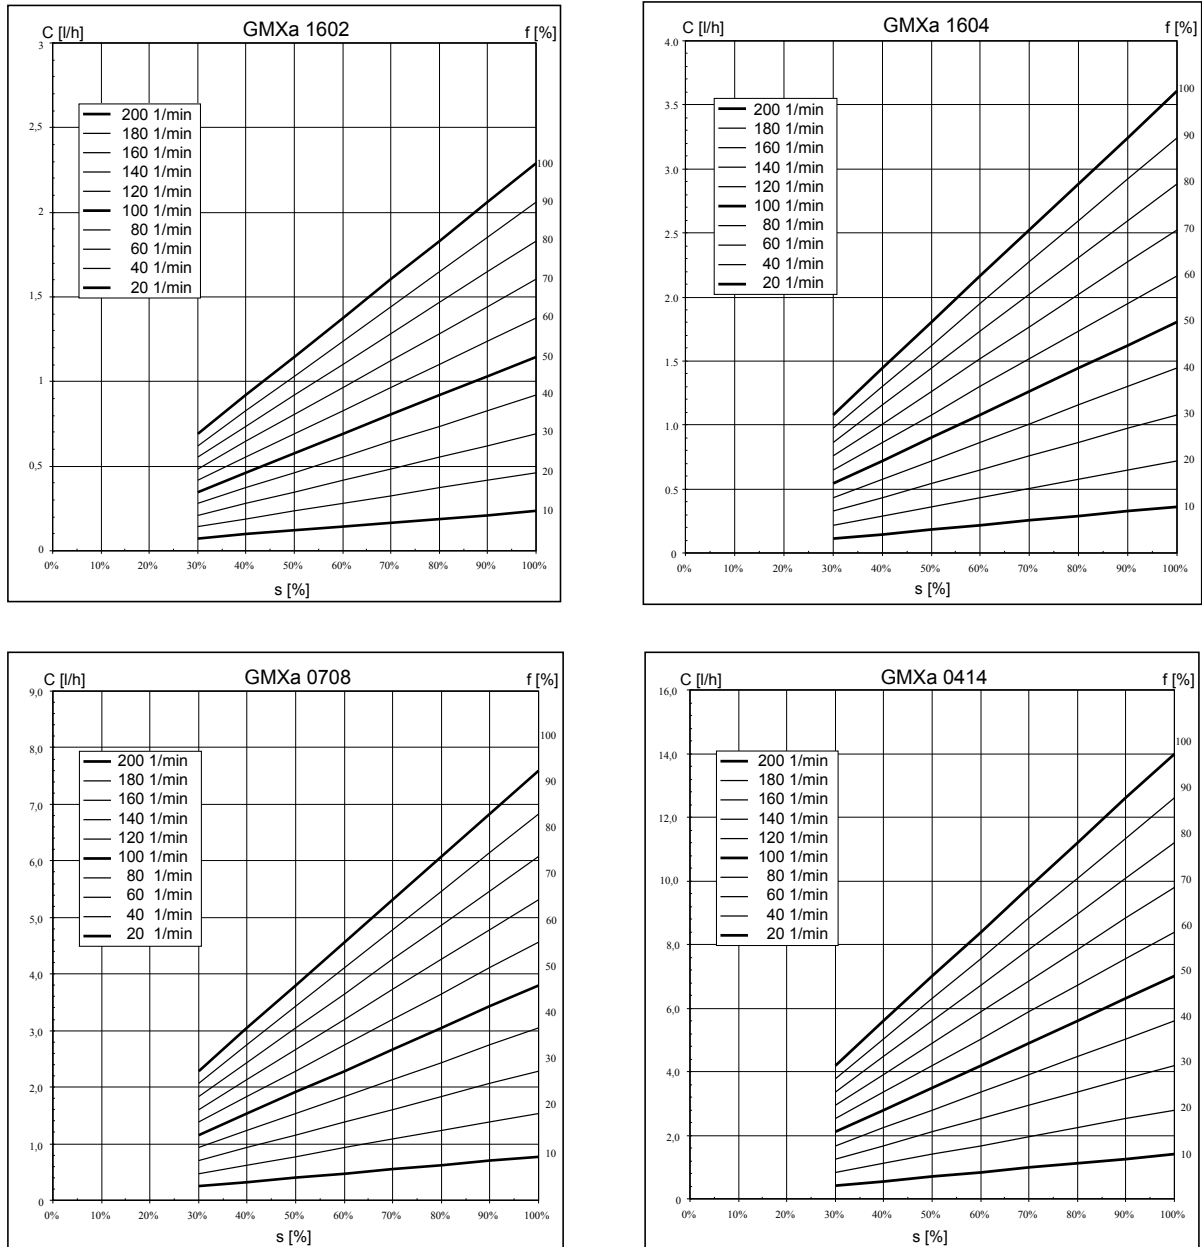 C [l/h] GMXa 1602 f [%]
3
2,5
2
1,5
1
0,5
0
200 1/min
180 1/min
160 1/min
140 1/min
120 1/min
100 1/min
80 1/min
60 1/min
40 1/min
20 1/min
100
90
80
70
60
50
40
30
20
10
0% 10% 20% 30% 40% 50% 60% 70% 80% 90% 100%
s [%]
C [l/h] GMXa 1604 f [%]
4.0
3.5
3.0
2.5
2.0
1.5
1.0
0.5
0
200 1/min
180 1/min
160 1/min
140 1/min
120 1/min
100 1/min
80 1/min
60 1/min
40 1/min
20 1/min
100
90
80
70
60
50
40
30
20
10
0% 10% 20% 30% 40% 50% 60% 70% 80% 90% 100%
s [%]
C [l/h] GMXa 0708 f [%]
9,0
8,0
7,0
6,0
5,0
4,0
3,0
2,0
1,0
0
200 1/min
180 1/min
160 1/min
140 1/min
120 1/min
100 1/min
80 1/min
60 1/min
40 1/min
20 1/min
100
90
80
70
60
50
40
30
20
10
0% 10% 20% 30% 40% 50% 60% 70% 80% 90% 100%
s [%]
C [l/h] GMXa 0414 f [%]
16,0
14,0
12,0
10,0
8,0
6,0
4,0
2,0
0
200 1/min
180 1/min
160 1/min
140 1/min
120 1/min
100 1/min
80 1/min
60 1/min
40 1/min
20 1/min
100
90
80
70
60
50
40
30
20
10
0% 10% 20% 30% 40% 50% 60% 70% 80% 90% 100%
s [%]